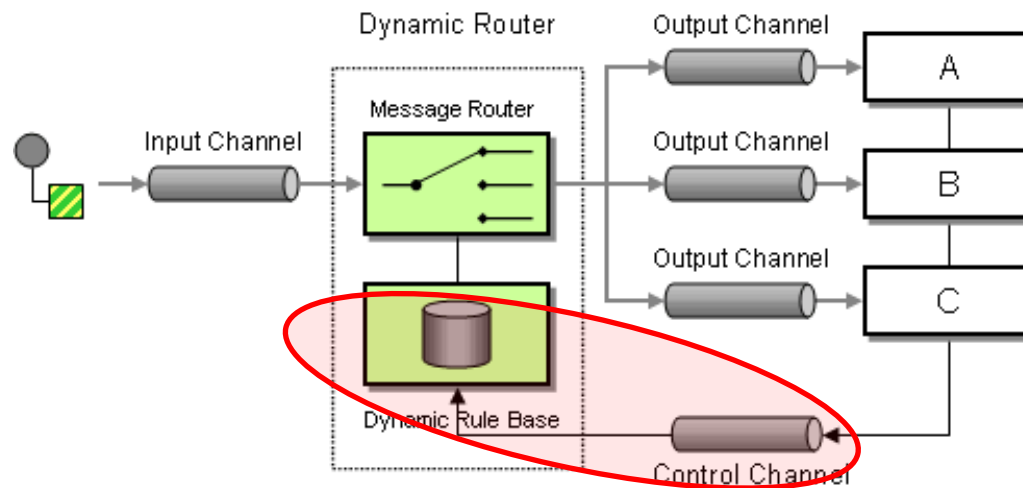 Dynamic Router
Output Channel
A
Message Router
Input Channel
Output Channel
B
Output Channel
C
Dynamic Rule Base
Control Channel